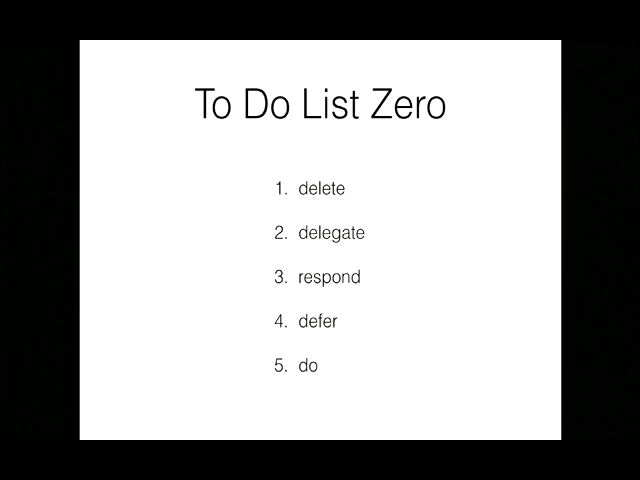 To Do List Zero
1. delete
2. delegate
3. respond
4. defer
5. do